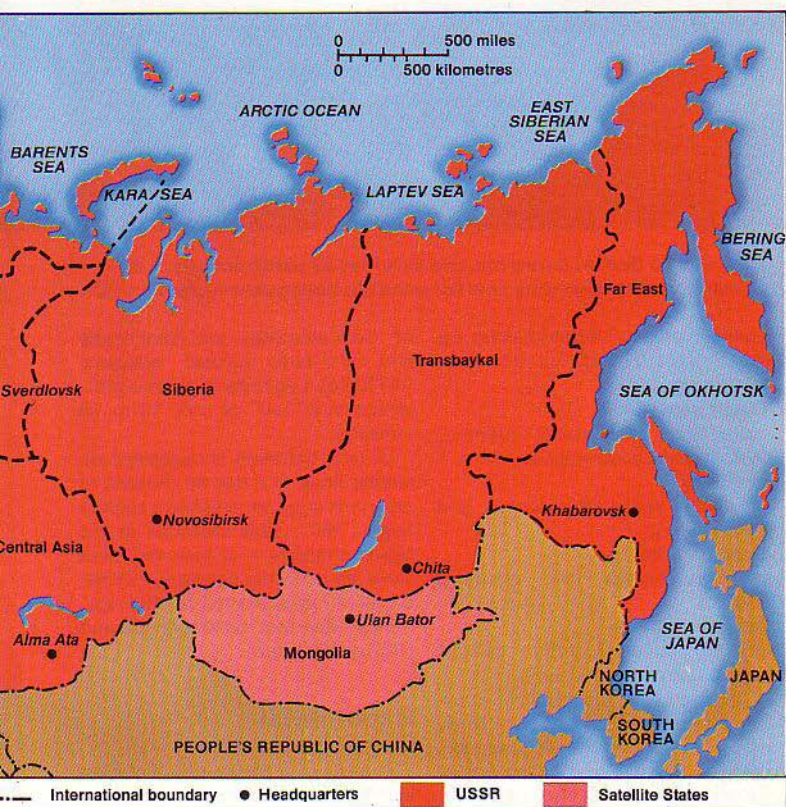 0 500 miles
0 500 kilometres
ARCTIC OCEAN
EAST
SIBERIAN
SEA
BARENTS
SEA
KARA SEA
LAPTEV SEA
BERING
SEA
Far East
Transbaykal
Sverdlovsk
Siberia
SEA OF OKHOTSK
Novosibirsk
Khabarovsk
Central Asia
Chita
Ulan Bator
Alma Ata
Mongolia
SEA OF
JAPAN
NORTH
KOREA
JAPAN
SOUTH
KOREA
PEOPLE'S REPUBLIC OF CHINA
International boundary
Headquarters
USSR
Satellite States